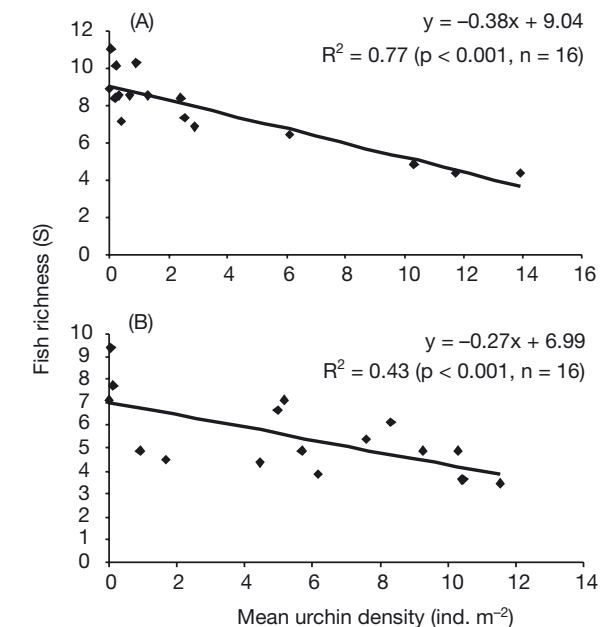 (A)
y = –0.38x + 9.04
R² = 0.77 (p < 0.001, n = 16)
12
10
8
6
4
2
0
0 2 4 6 8 10 12 14 16
Fish richness (S)
(B)
y = –0.27x + 6.99
R² = 0.43 (p < 0.001, n = 16)
10
9
8
7
6
5
4
3
2
1
0
0 2 4 6 8 10 12 14
Mean urchin density (ind. m⁻²)